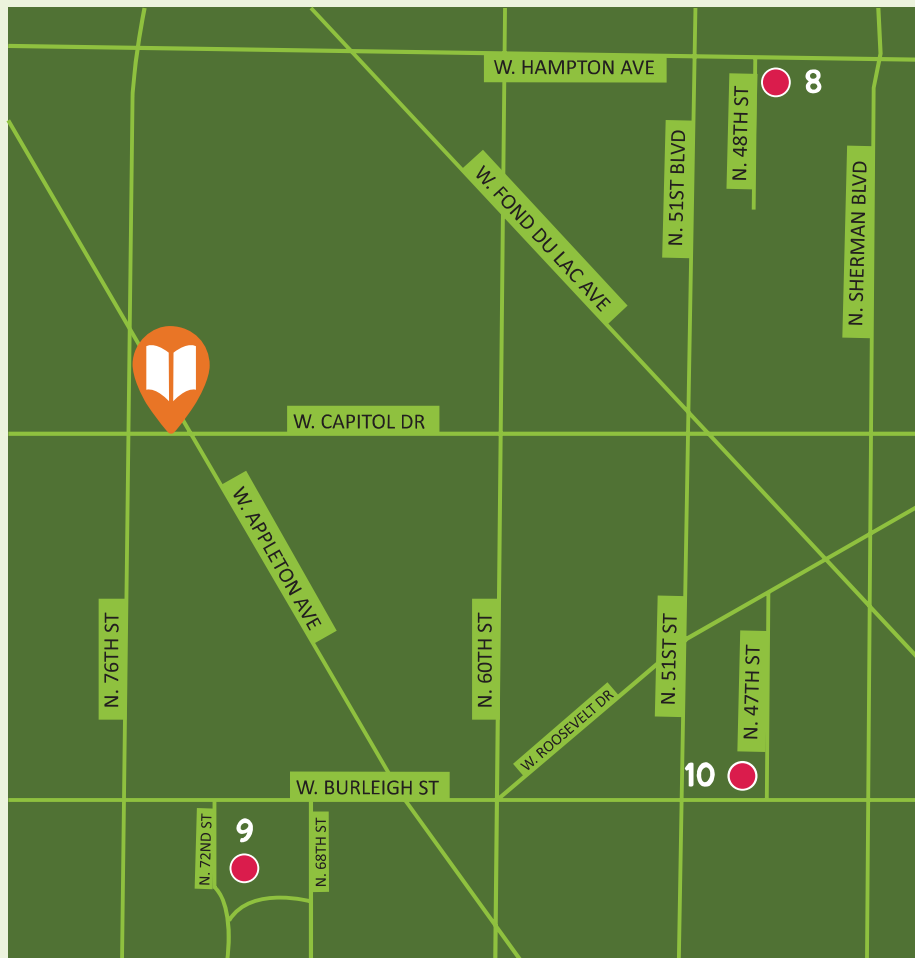 W. HAMPTON AVE
8
N. 48TH ST
N. 51ST BLVD
N. SHERMAN BLVD
W. FOND DU LAC AVE
W. CAPITOL DR
W. APPLETON AVE
N. 76TH ST
N. 60TH ST
N. 51ST ST
N. 47TH ST
W. ROOSEVELT DR
10
W. BURLEIGH ST
N. 72ND ST
9
N. 68TH ST